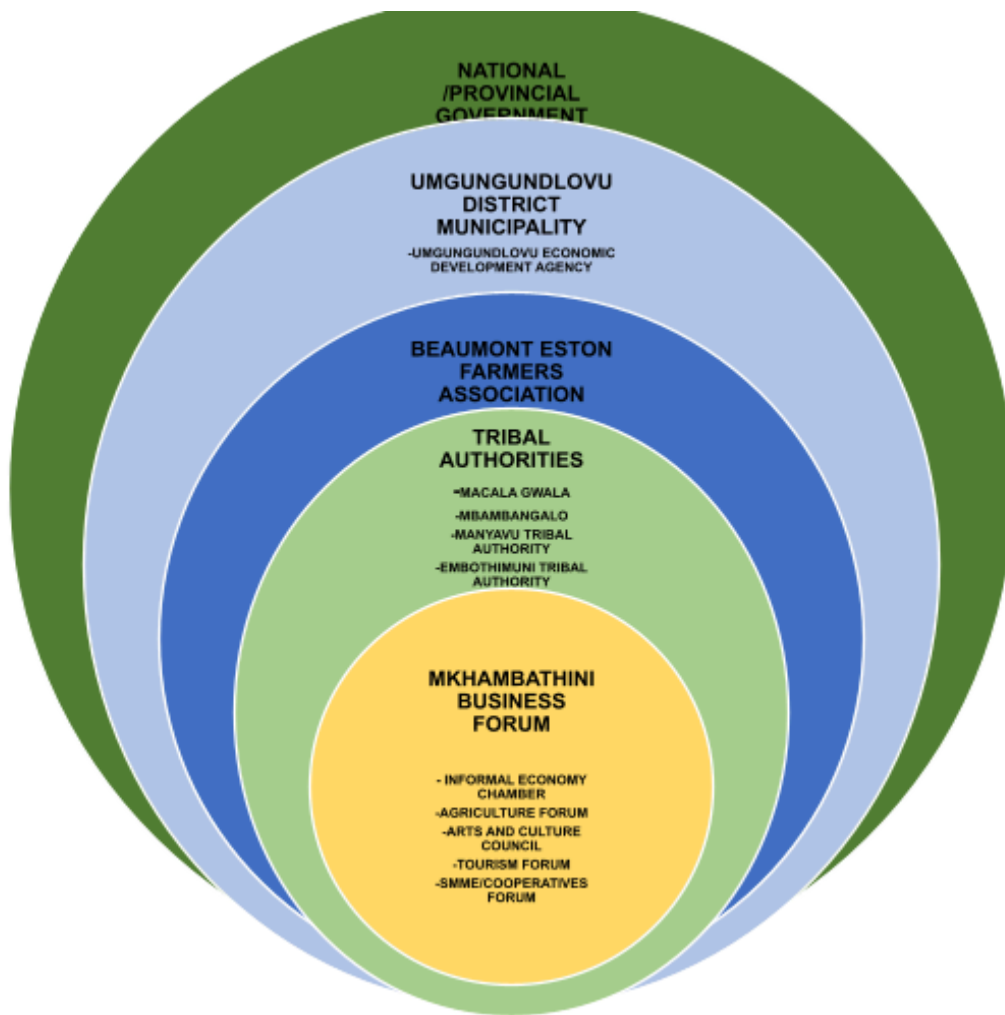 NATIONAL
/PROVINCIAL
GOVERNMENT
UMGUNGUNDLOVU
DISTRICT
MUNICIPALITY
-UMGUNGUNDLOVU ECONOMIC
DEVELOPMENT AGENCY
BEAUMONT ESTON
FARMERS
ASSOCIATION
TRIBAL
AUTHORITIES
-MACALA GWALA
-MBAMBANGALO
-MANYAVU TRIBAL
AUTHORITY
-EMBOTHIMUNI TRIBAL
AUTHORITY
MKHAMBATHINI
BUSINESS
FORUM
- INFORMAL ECONOMY
CHAMBER
-AGRICULTURE FORUM
-ARTS AND CULTURE
COUNCIL
-TOURISM FORUM
-SMME/COOPERATIVES
FORUM